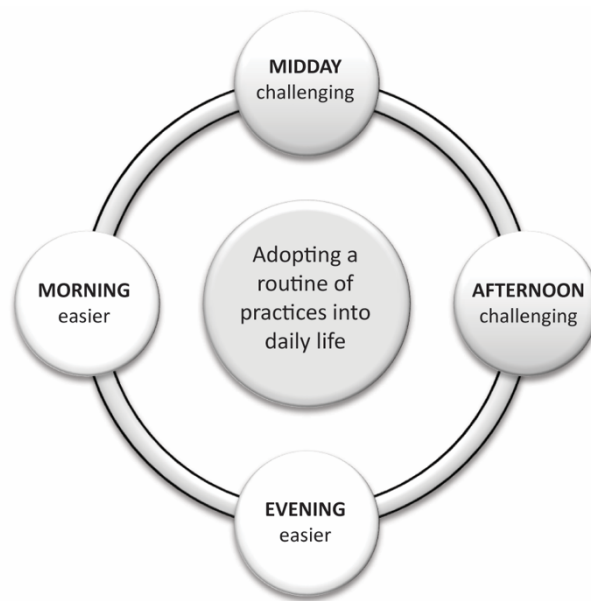 MIDDAY
challenging
Adopting a
routine of
practices into
daily life
MORNING
easier
AFTERNOON
challenging
EVENING
easier